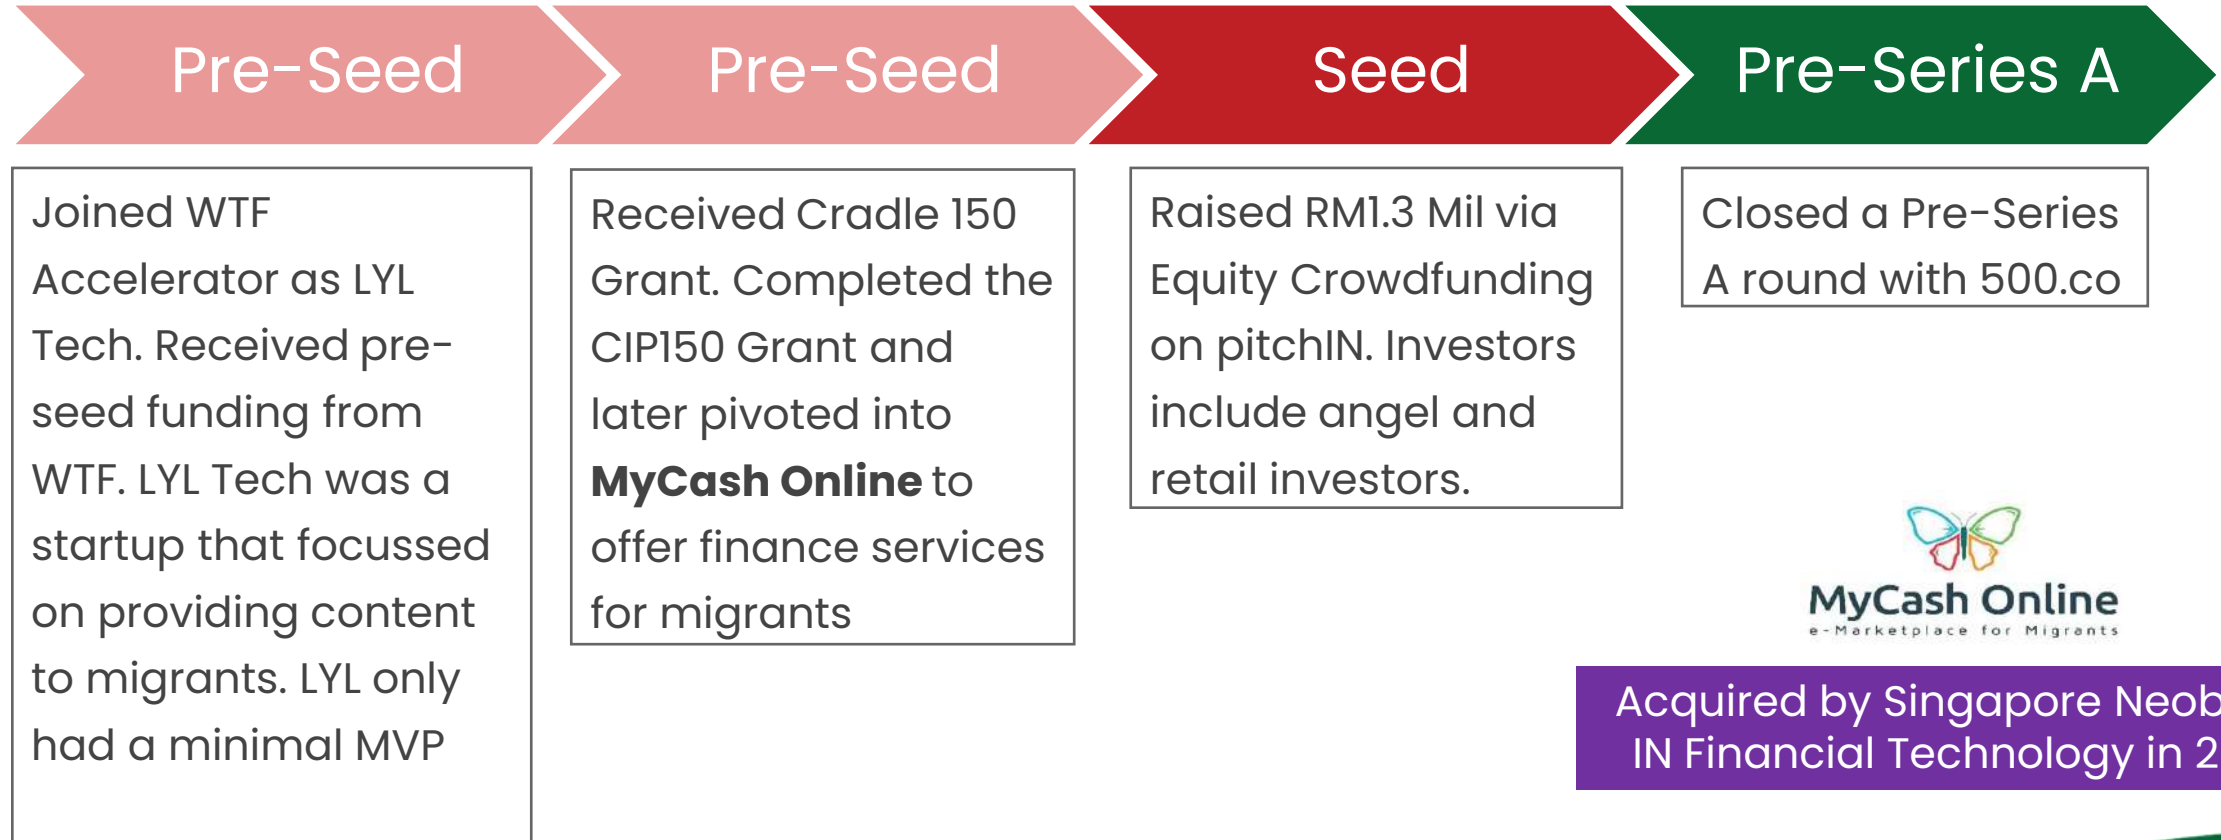 Pre-Seed
Pre-Seed
Seed
Pre-Series A
Joined WTF
Accelerator as LYL
Tech. Received pre-
seed funding from
WTF. LYL Tech was a
startup that focussed
on providing content
to migrants. LYL only
had a minimal MVP
Received Cradle 150
Grant. Completed the
CIP150 Grant and
later pivoted into
MyCash Online to
offer finance services
for migrants
Raised RM1.3 Mil via
Equity Crowdfunding
on pitchIN. Investors
include angel and
retail investors.
Closed a Pre-Series
A round with 500.co
MyCash Online
e-Marketplace for Migrants
Acquired by Singapore
IN Financial Technology in